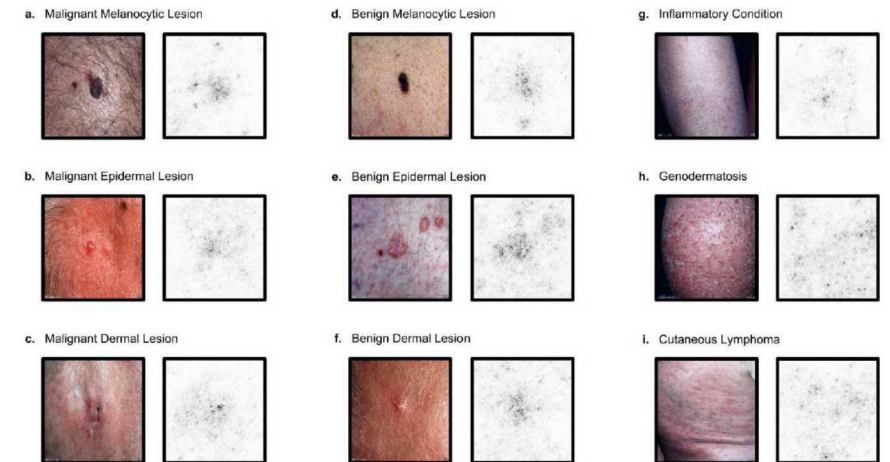 a. Malignant Melanocytic Lesion
d. Benign Melanocytic Lesion
g. Inflammatory Condition
b. Malignant Epidermal Lesion
e. Benign Epidermal Lesion
h. Genodermatosis
c. Malignant Dermal Lesion
f. Benign Dermal Lesion
i. Cutaneous Lymphoma